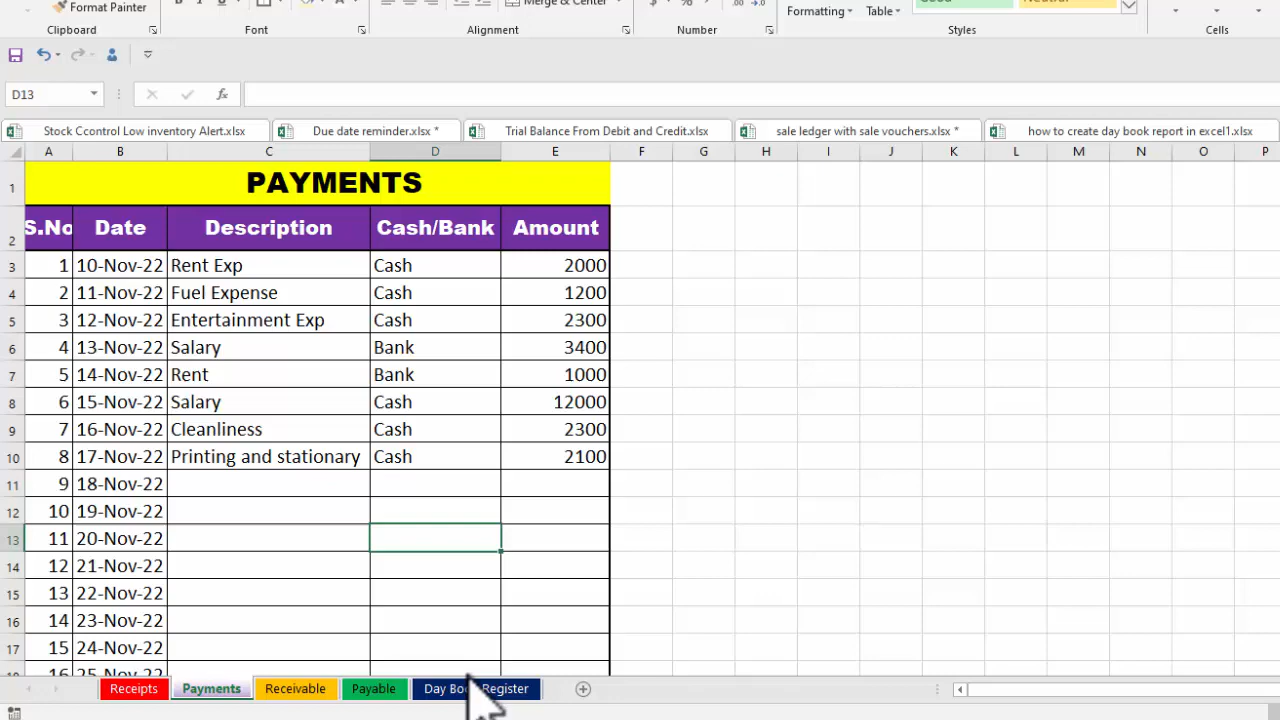 Format Painter
Merge & Center
Formatting
Table
Clipboard
Font
Alignment
Number
Styles
Cells
D13
fx
Stock Ccontrol Low inventory Alert.xlsx
Due date reminder.xlsx *
Trial Balance From Debit and Credit.xlsx
sale ledger with sale vouchers.xlsx *
how to create day book report in excel1.xlsx
A B C D E F G H I J K L M N O P
1 PAYMENTS
2 S.No Date Description Cash/Bank Amount
3 1 10-Nov-22 Rent Exp Cash 2000
4 2 11-Nov-22 Fuel Expense Cash 1200
5 3 12-Nov-22 Entertainment Exp Cash 2300
6 4 13-Nov-22 Salary Bank 3400
7 5 14-Nov-22 Rent Bank 1000
8 6 15-Nov-22 Salary Cash 12000
9 7 16-Nov-22 Cleanliness Cash 2300
10 8 17-Nov-22 Printing and stationary Cash 2100
11 9 18-Nov-22
12 10 19-Nov-22
13 11 20-Nov-22
14 12 21-Nov-22
15 13 22-Nov-22
16 14 23-Nov-22
17 15 24-Nov-22
16 25-Nov-22
Receipts Payments Receivable Payable Day Book Register